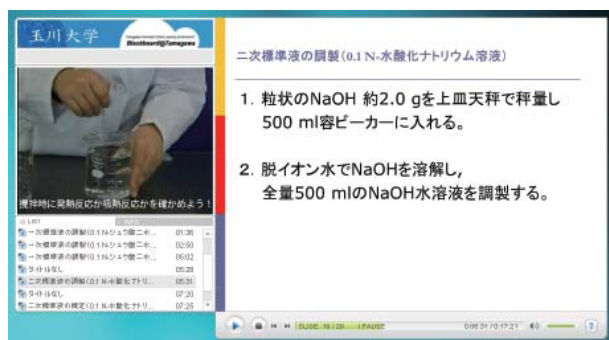 玉川大学
Blackboard@Tamagawa
攪拌時に発熱反応か吸熱反応かを確かめよう!
LIST
一次標準液の調製(0.1 N-シュウ酸二水...
01:36
一次標準液の調製(0.1 N-シュウ酸二水...
02:50
一次標準液の調製(0.1 N-シュウ酸二水...
05:02
タイトルなし
05:28
二次標準液の調製(0.1 N-水酸化ナトリ...
05:31
タイトルなし
07:20
二次標準液の検定(0.1 N-水酸化ナトリ...
07:25
二次標準液の調製(0.1 N-水酸化ナトリウム溶液)
1. 粒状のNaOH 約2.0 gを上皿天秤で秤量し
500 ml容ビーカーに入れる。
2. 脱イオン水でNaOHを溶解し,
全量500 mlのNaOH水溶液を調製する。
PAUSE